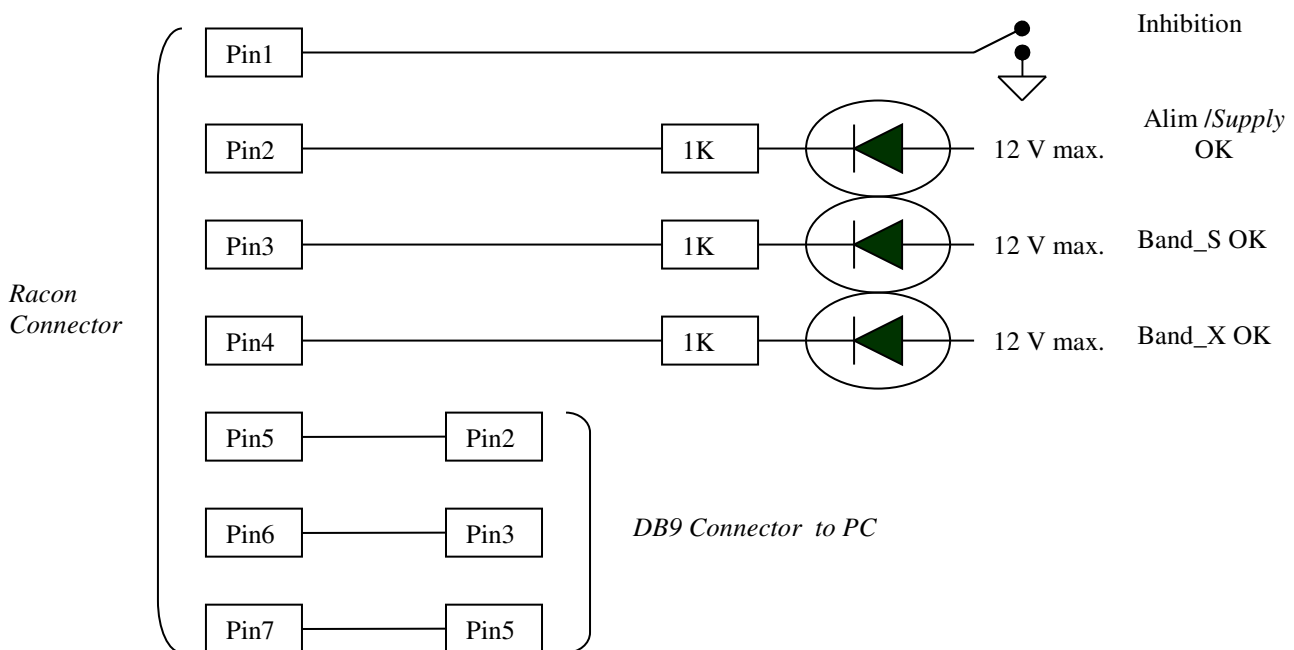 Inhibition
Pin1
Alim /Supply
OK
Pin2 1K 12 V max.
Pin3 1K 12 V max. Band_S OK
Racon
Connector
Pin4 1K 12 V max. Band_X OK
Pin5 Pin2
Pin6 Pin3
DB9 Connector to PC
Pin7 Pin5